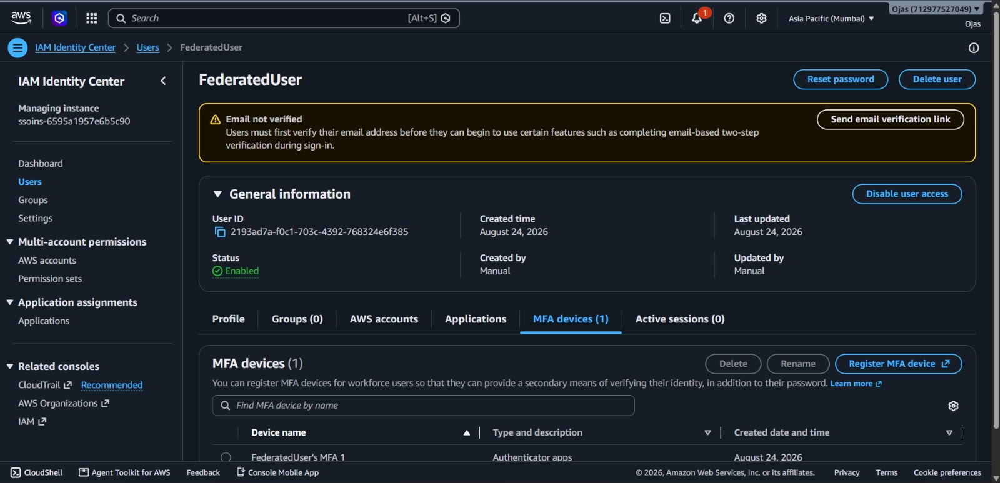 aws
Search
[Alt+S]
1
Asia Pacific (Mumbai) ▼
Ojas (712977527049) ▼
Ojas
IAM Identity Center > Users > FederatedUser
IAM Identity Center
Managing instance
ssoins-6595a1957e6b5c90
Dashboard
Users
Groups
Settings
Multi-account permissions
AWS accounts
Permission sets
Application assignments
Applications
Related consoles
CloudTrail Recommended
AWS Organizations
IAM
FederatedUser
Reset password
Delete user
Email not verified
Users must first verify their email address before they can begin to use certain features such as completing email-based two-step
verification during sign-in.
Send email verification link
General information
Disable user access
User ID
2193ad7a-f0c1-703c-4392-768324e6f385
Created time
August 24, 2026
Last updated
August 24, 2026
Status
Enabled
Created by
Manual
Updated by
Manual
Profile
Groups (0)
AWS accounts
Applications
MFA devices (1)
Active sessions (0)
MFA devices (1)
Delete
Rename
Register MFA device
You can register MFA devices for workforce users so that they can provide a secondary means of verifying their identity, in addition to their password. Learn more
Find MFA device by name
Device name
Type and description
Created date and time
FederatedUser's MFA 1
Authenticator apps
August 24, 2026
CloudShell
Agent Toolkit for AWS
Feedback
Console Mobile App
© 2026, Amazon Web Services, Inc. or its affiliates.
Privacy
Terms
Cookie preferences